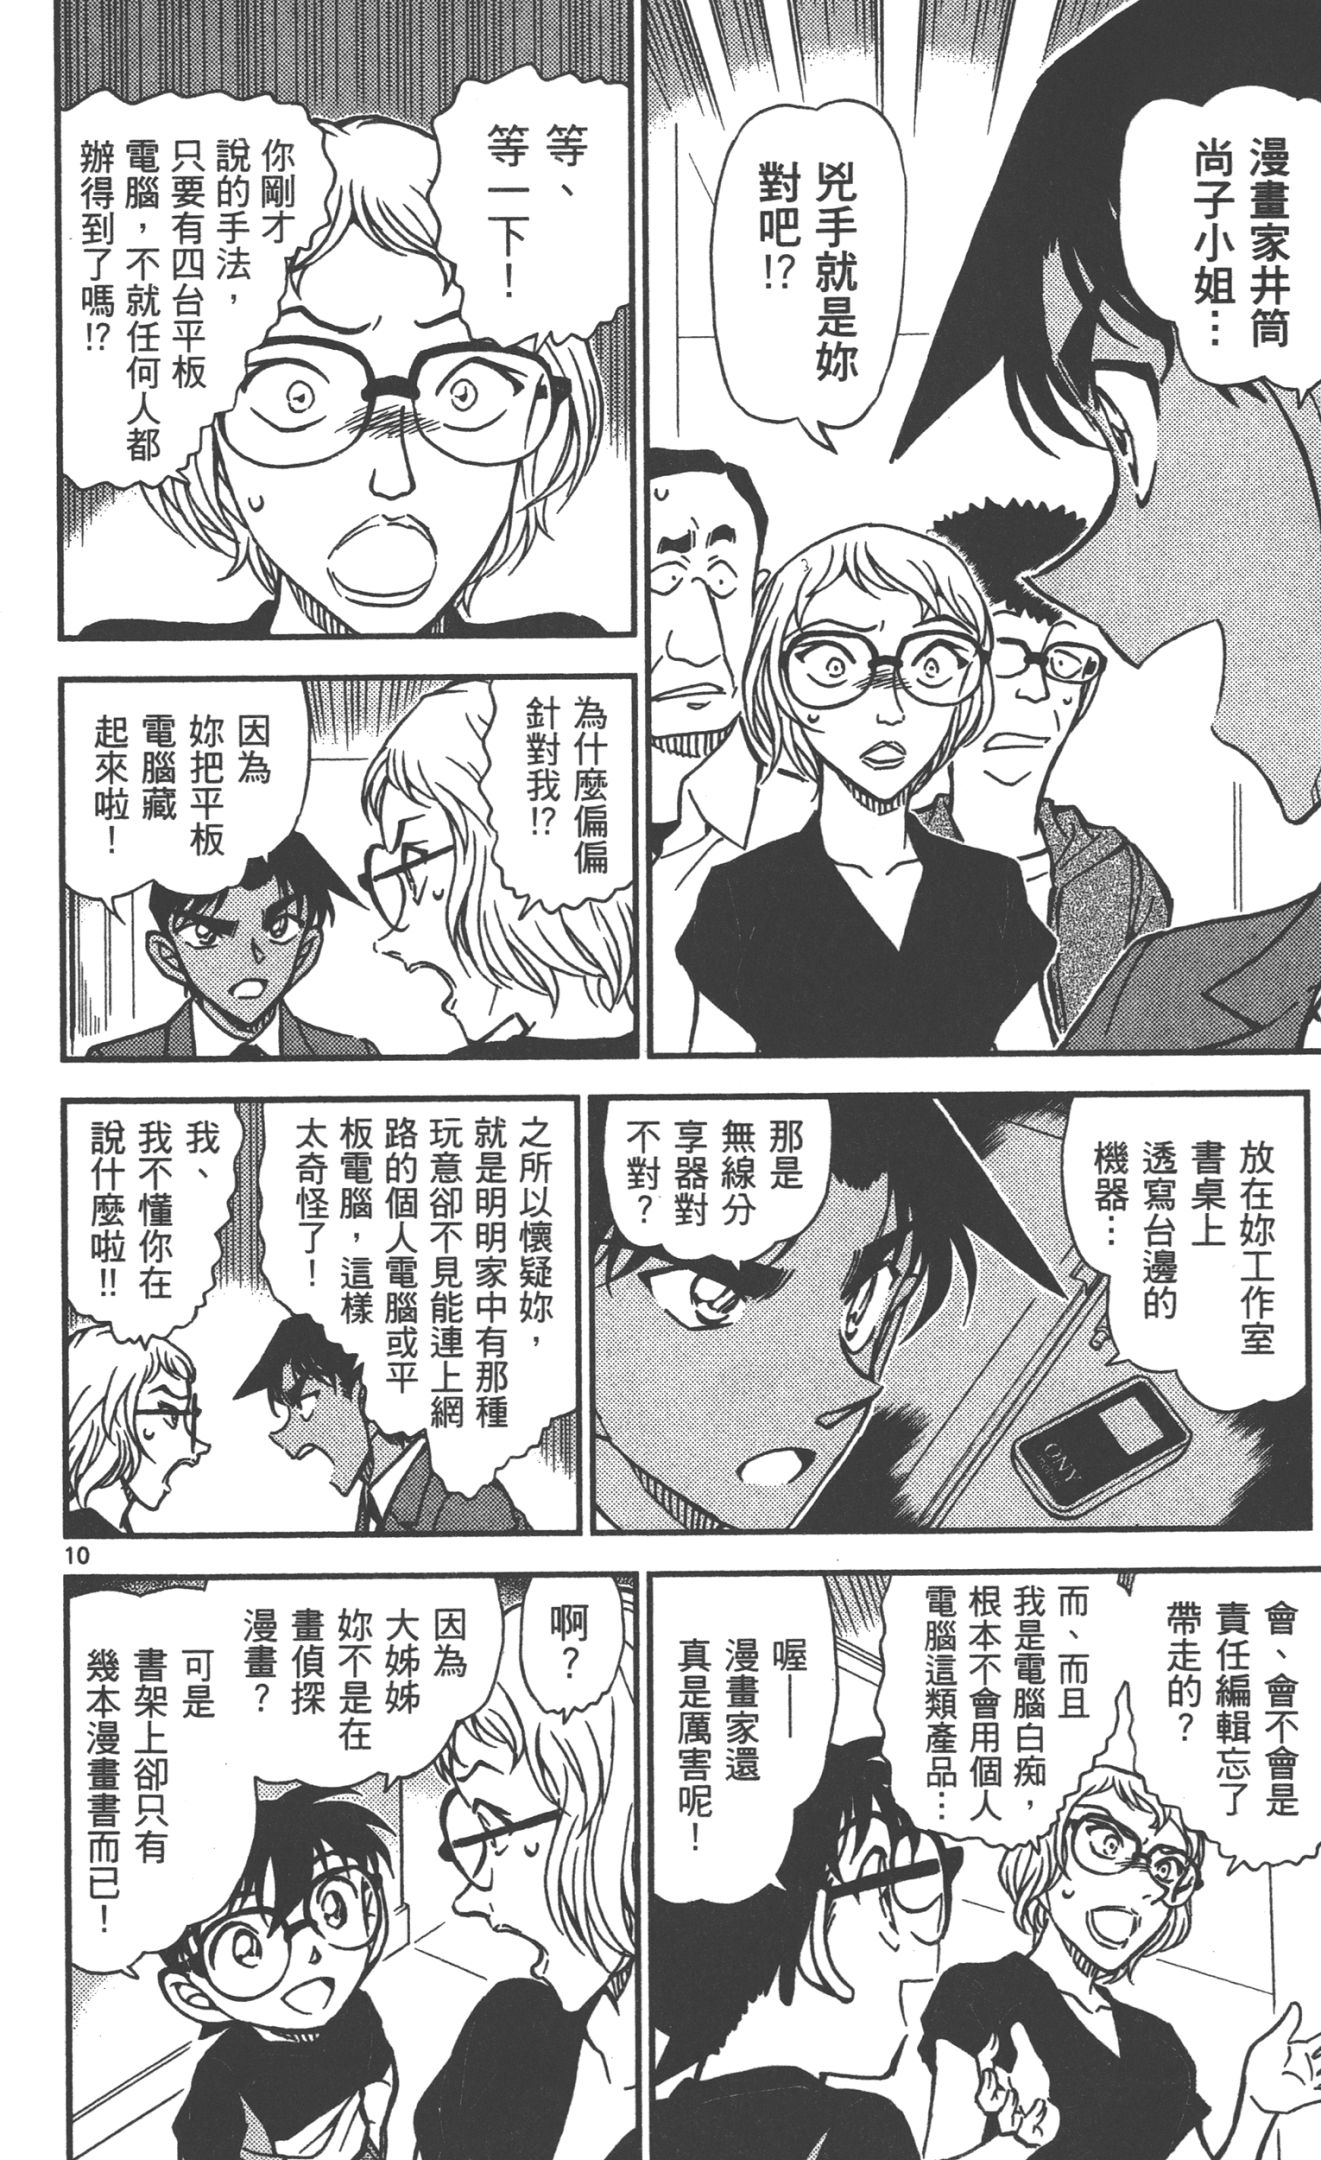 漫畫家井筒
尚子小姐…
兇手就是妳
對吧!?
等、
等一下！
你剛才
說的手法，
只要有四台平板
電腦，不就任何人都
辦得到了嗎!?
為什麼偏偏
針對我!?
因為
妳把平板
電腦藏
起來啦！
放在妳工作室
書桌上
透寫台邊的
機器…
ONY
那是
無線分
享器對
不對？
之所以懷疑妳，
就是明明家中有那種
玩意卻不見能連上網
路的個人電腦或平
板電腦，這樣
太奇怪了！
我、
我不懂你在
說什麼啦!!
會、會不會是
責任編輯忘了
帶走的？
而、而且
我是電腦白痴，
根本不會用個人
電腦這類產品…
喔——
漫畫家還
真是厲害呢！
啊？
因為
大姊姊
妳不是在
畫偵探
漫畫？
可是
書架上卻只有
幾本漫畫書而已！
10